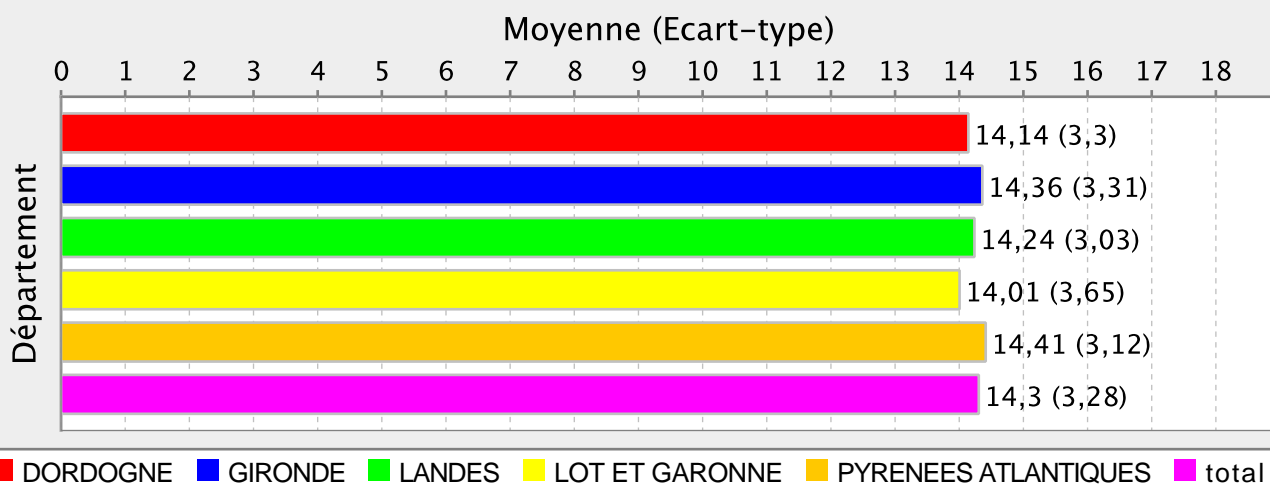 Moyenne (Ecart-type)
0 1 2 3 4 5 6 7 8 9 10 11 12 13 14 15 16 17 18
Département
14,14 (3,3)
14,36 (3,31)
14,24 (3,03)
14,01 (3,65)
14,41 (3,12)
14,3 (3,28)
DORDOGNE GIRONDE LANDES LOT ET GARONNE PYRENEES ATLANTIQUES total